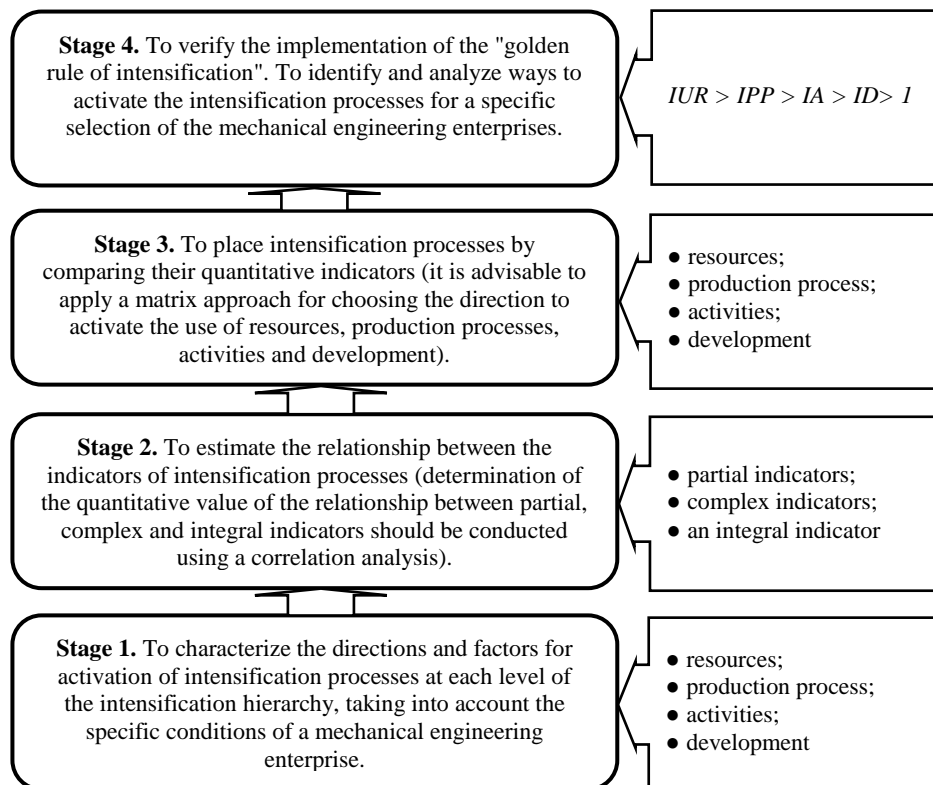 Stage 4. To verify the implementation of the "golden
rule of intensification". To identify and analyze ways to
activate the intensification processes for a specific
selection of the mechanical engineering enterprises.
IUR > IPP > IA > ID> 1
Stage 3. To place intensification processes by
comparing their quantitative indicators (it is advisable to
apply a matrix approach for choosing the direction to
activate the use of resources, production processes,
activities and development).
● resources;
● production process;
● activities;
● development
Stage 2. To estimate the relationship between the
indicators of intensification processes (determination of
the quantitative value of the relationship between partial,
complex and integral indicators should be conducted
using a correlation analysis).
● partial indicators;
● complex indicators;
● an integral indicator
Stage 1. To characterize the directions and factors for
activation of intensification processes at each level of
the intensification hierarchy, taking into account the
specific conditions of a mechanical engineering
enterprise.
● resources;
● production process;
● activities;
● development